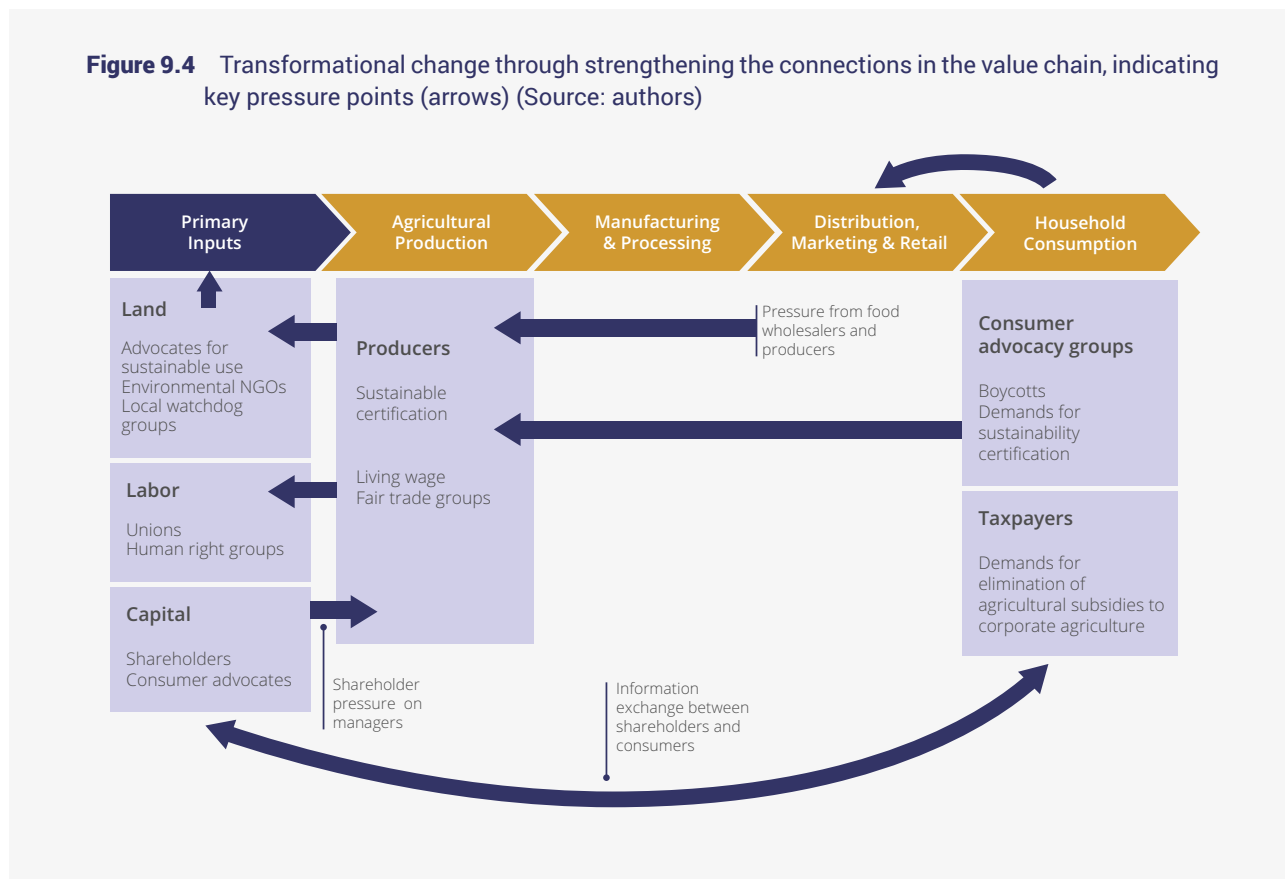 Figure 9.4 Transformational change through strengthening the connections in the value chain, indicating
key pressure points (arrows) (Source: authors)
Primary
Inputs
Agricultural
Production
Manufacturing
& Processing
Distribution,
Marketing & Retail
Household
Consumption
Land
Advocates for
sustainable use
Environmental NGOs
Local watchdog
groups
Labor
Unions
Human right groups
Capital
Shareholders
Consumer advocates
Producers
Sustainable
certification
Living wage
Fair trade groups
Shareholder
pressure on
managers
Pressure from food
wholesalers and
producers
Information
exchange between
shareholders and
consumers
Consumer
advocacy groups
Boycotts
Demands for
sustainability
certification
Taxpayers
Demands for
elimination of
agricultural subsidies to
corporate agriculture